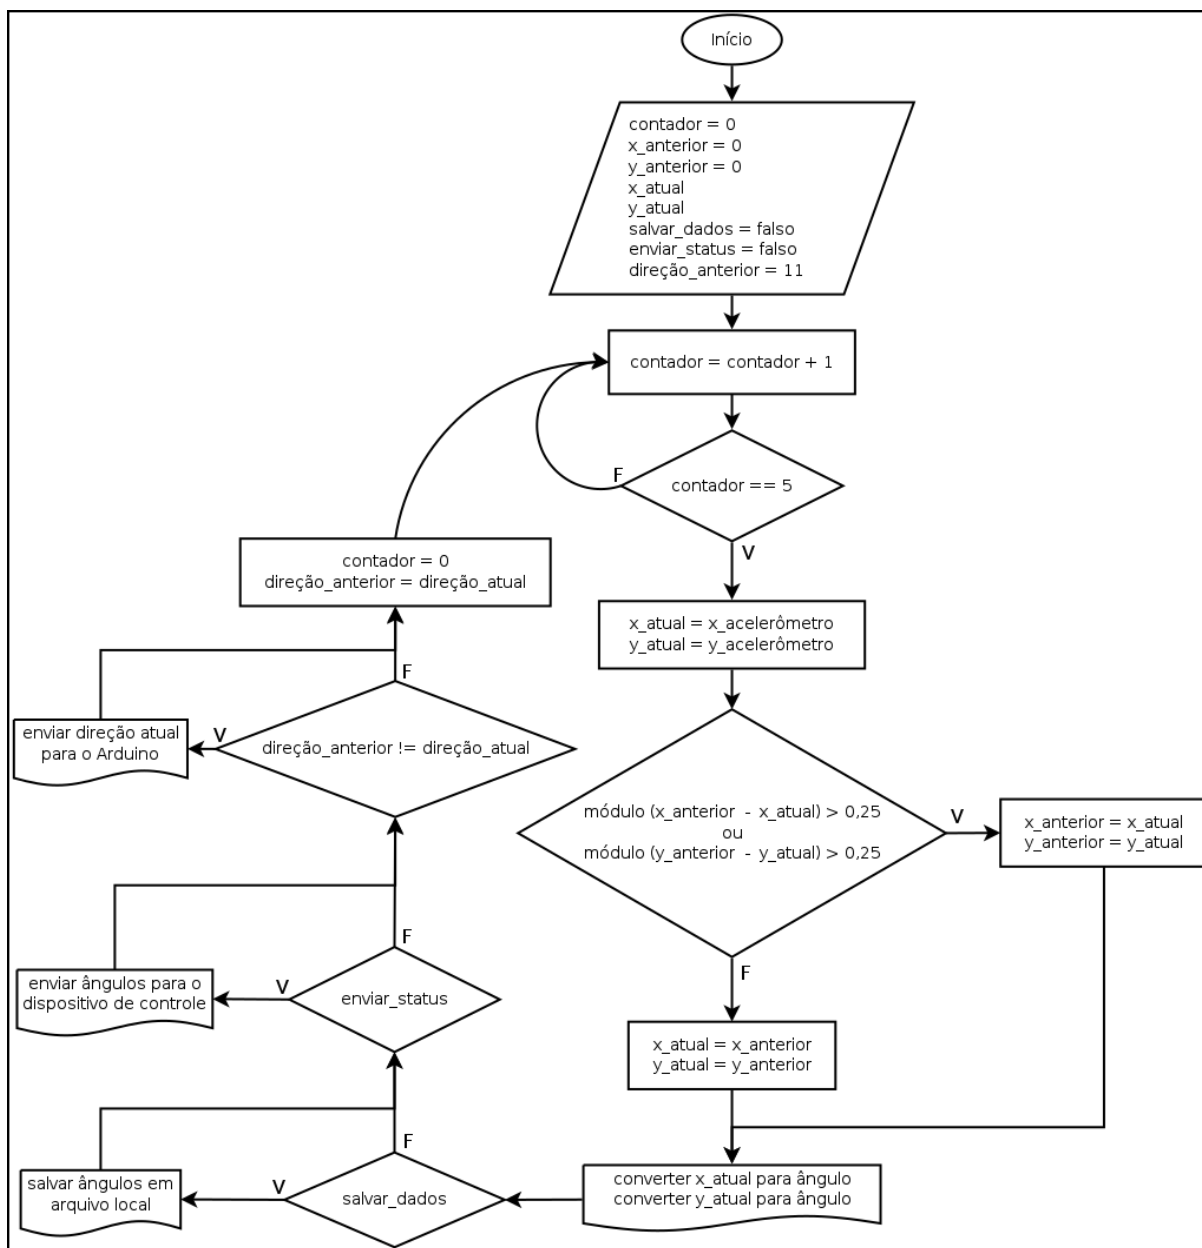 Início
contador = 0
x_anterior = 0
y_anterior = 0
x_atual
y_atual
salvar_dados = falso
enviar_status = falso
direção_anterior = 11
contador = contador + 1
contador == 5
F
V
x_atual = x_acelerômetro
y_atual = y_acelerômetro
módulo (x_anterior - x_atual) > 0,25
ou
módulo (y_anterior - y_atual) > 0,25
V
x_anterior = x_atual
y_anterior = y_atual
F
x_atual = x_anterior
y_atual = y_anterior
converter x_atual para ângulo
converter y_atual para ângulo
salvar_dados
V
salvar ângulos em
arquivo local
F
enviar_status
V
enviar ângulos para o
dispositivo de controle
F
direção_anterior != direção_atual
V
enviar direção atual
para o Arduino
F
contador = 0
direção_anterior = direção_atual